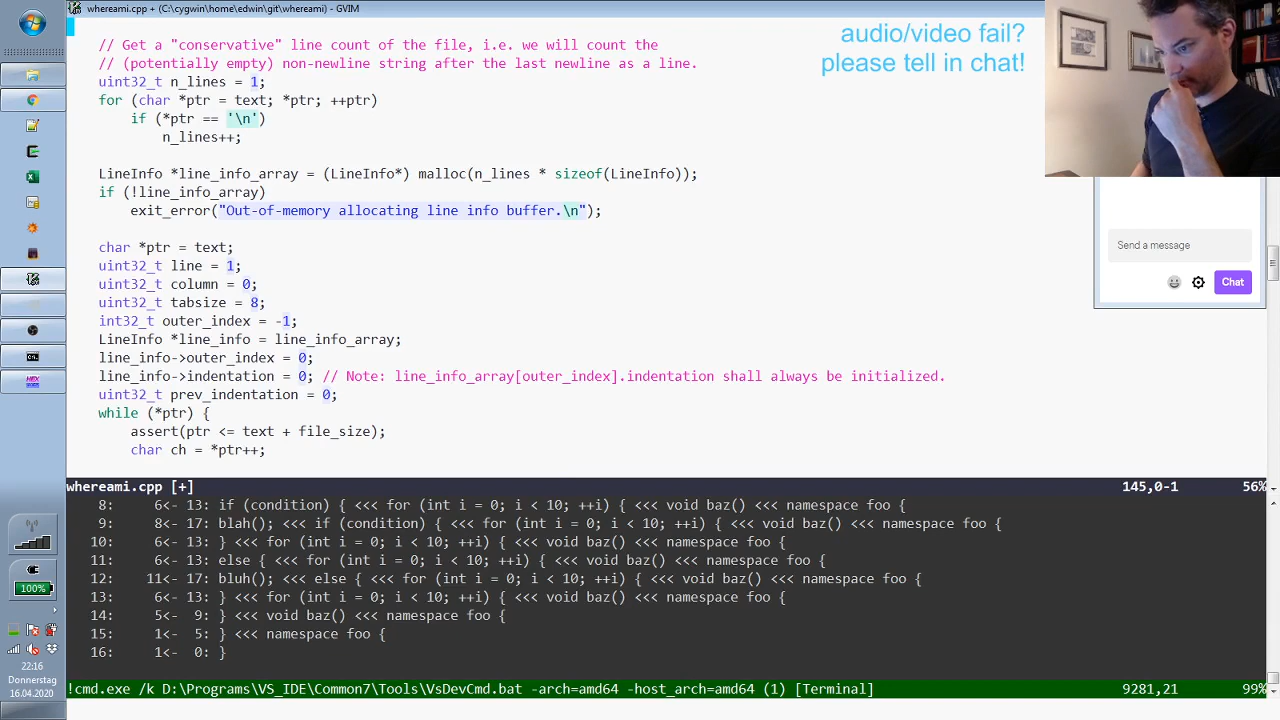 whereami.cpp + (C:\cygwin\home\edwin\git\whereami) - GVIM
audio/video fail?
please tell in chat!
// Get a "conservative" line count of the file, i.e. we will count the
// (potentially empty) non-newline string after the last newline as a line.
uint32_t n_lines = 1;
for (char *ptr = text; *ptr; ++ptr)
if (*ptr == '\n')
n_lines++;
LineInfo *line_info_array = (LineInfo*) malloc(n_lines * sizeof(LineInfo));
if (!line_info_array)
exit_error("Out-of-memory allocating line info buffer.\n");
char *ptr = text;
uint32_t line = 1;
uint32_t column = 0;
uint32_t tabsize = 8;
int32_t outer_index = -1;
LineInfo *line_info = line_info_array;
line_info->outer_index = 0;
line_info->indentation = 0; // Note: line_info_array[outer_index].indentation shall always be initialized.
uint32_t prev_indentation = 0;
while (*ptr) {
assert(ptr <= text + file_size);
char ch = *ptr++;
Send a message
Chat
whereami.cpp [+] 145,0-1 56%
8: 6<- 13: if (condition) { <<< for (int i = 0; i < 10; ++i) { <<< void baz() <<< namespace foo {
9: 8<- 17: blah(); <<< if (condition) { <<< for (int i = 0; i < 10; ++i) { <<< void baz() <<< namespace foo {
10: 6<- 13: } <<< for (int i = 0; i < 10; ++i) { <<< void baz() <<< namespace foo {
11: 6<- 13: else { <<< for (int i = 0; i < 10; ++i) { <<< void baz() <<< namespace foo {
12: 11<- 17: bluh(); <<< else { <<< for (int i = 0; i < 10; ++i) { <<< void baz() <<< namespace foo {
13: 6<- 13: } <<< for (int i = 0; i < 10; ++i) { <<< void baz() <<< namespace foo {
14: 5<- 9: } <<< void baz() <<< namespace foo {
15: 1<- 5: } <<< namespace foo {
16: 1<- 0: }
!cmd.exe /k D:\Programs\VS_IDE\Common7\Tools\VsDevCmd.bat -arch=amd64 -host_arch=amd64 (1) [Terminal] 9281,21 99%
100%
22:16
Donnerstag
16.04.2020